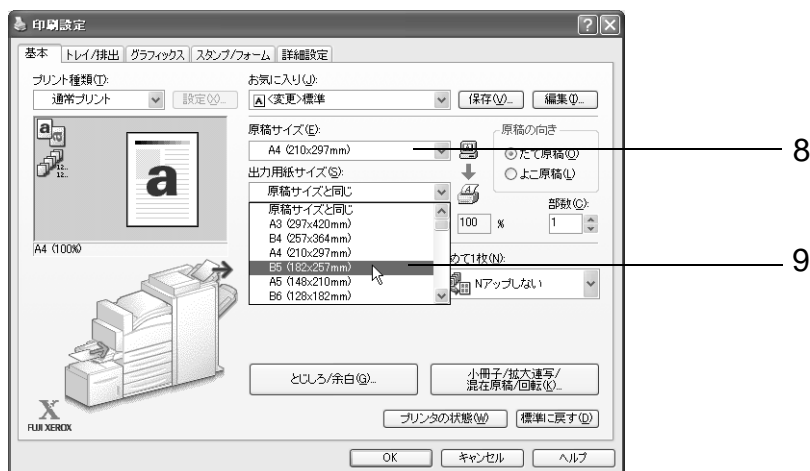 印刷設定
基本 トレイ/排出 グラフィックス スタンプ/フォーム 詳細設定
プリント種類(T):
通常プリント 設定(X)...
お気に入り(J):
A <変更>標準 保存(V)... 編集(I)...
原稿サイズ(E):
A4 (210x297mm)
8
原稿の向き
たて原稿(O)
よこ原稿(L)
出力用紙サイズ(S):
原稿サイズと同じ
原稿サイズと同じ
A3 (297x420mm)
B4 (257x364mm)
A4 (210x297mm)
B5 (182x257mm)
9
A5 (148x210mm)
B6 (128x182mm)
100 %
部数(C):
1
めて1枚(N):
Nアップしない
a
a
12..
12..
A4 (100%)
とじしろ/余白(G)...
小冊子/拡大連写/
混在原稿/回転(K)...
プリンタの状態(W) 標準に戻す(D)
X
FUJI XEROX
OK キャンセル ヘルプ